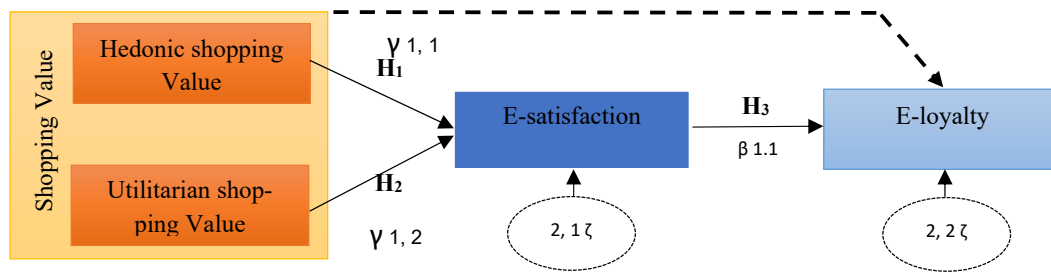 Shopping Value
Hedonic shopping
Value
Utilitarian shop-
ping Value
γ 1, 1
H1
H2
γ 1, 2
E-satisfaction
2, 1 ζ
H3
β 1.1
E-loyalty
2, 2 ζ